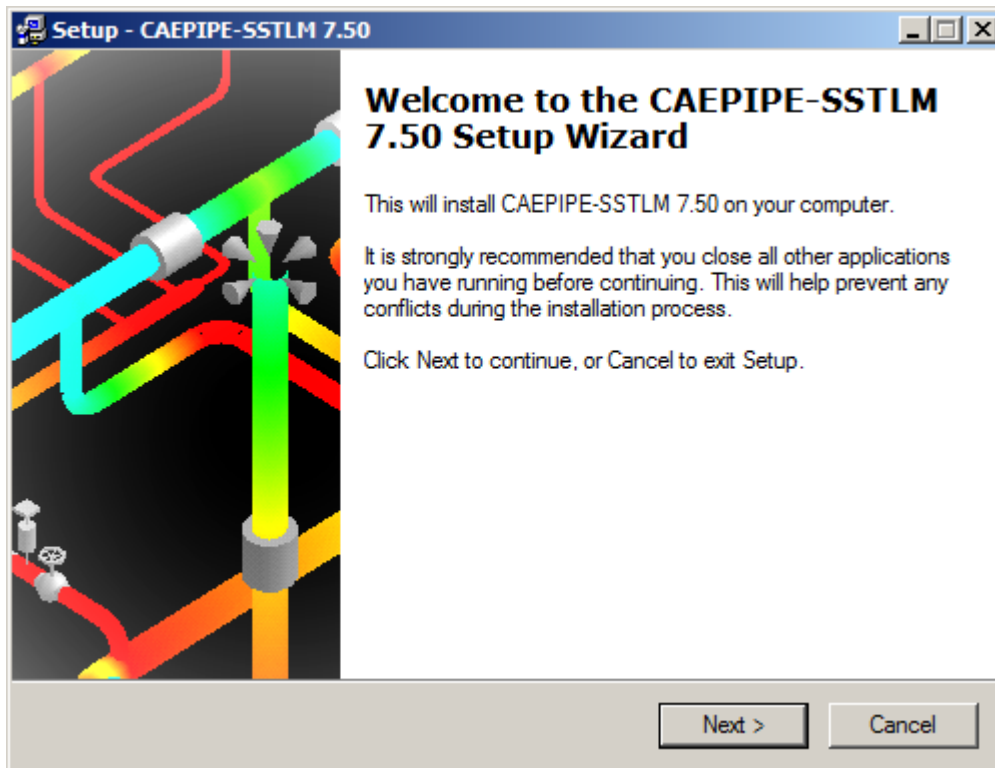 Setup - CAEPIPE-SSTLM 7.50
Welcome to the CAEPIPE-SSTLM
7.50 Setup Wizard
This will install CAEPIPE-SSTLM 7.50 on your computer.
It is strongly recommended that you close all other applications
you have running before continuing. This will help prevent any
conflicts during the installation process.
Click Next to continue, or Cancel to exit Setup.
Next >
Cancel